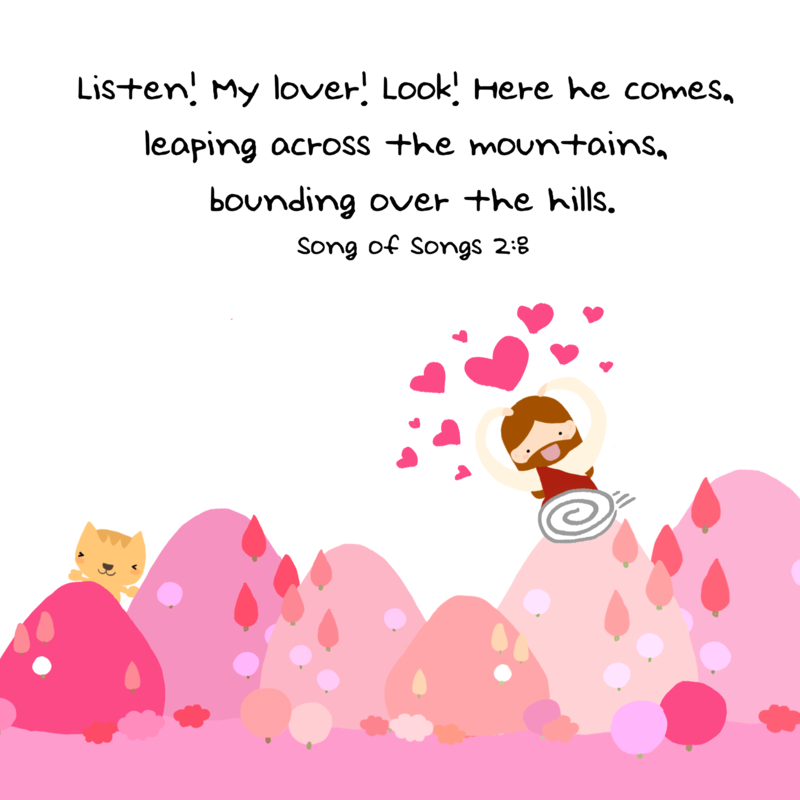 Listen! My lover! Look! Here he comes,
leaping across the mountains,
bounding over the hills.
Song of Songs 2:8